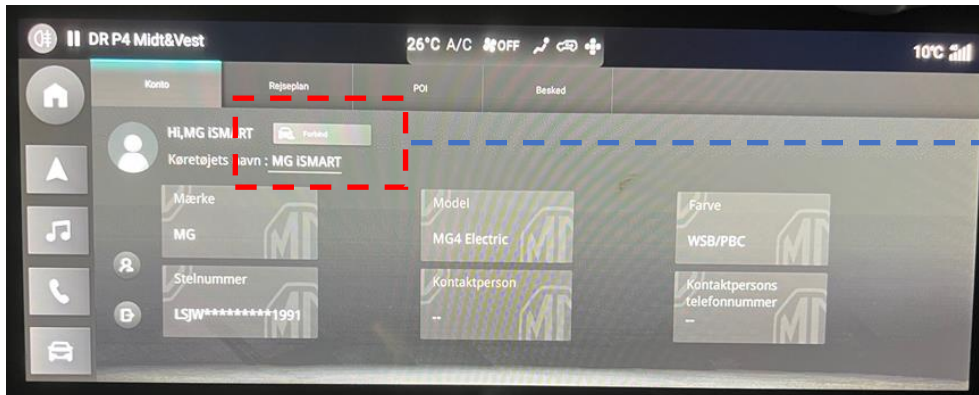 DR P4 Midt&Vest
26°C A/C OFF
10°C
Konto
Rejseplan
POI
Besked
Hi,MG iSMART
Forbind
Køretøjets navn : MG iSMART
Mærke
MG
Model
MG4 Electric
Farve
WSB/PBC
Stelnummer
LSJW*********1991
Kontaktperson
--
Kontaktpersons
telefonnummer
--